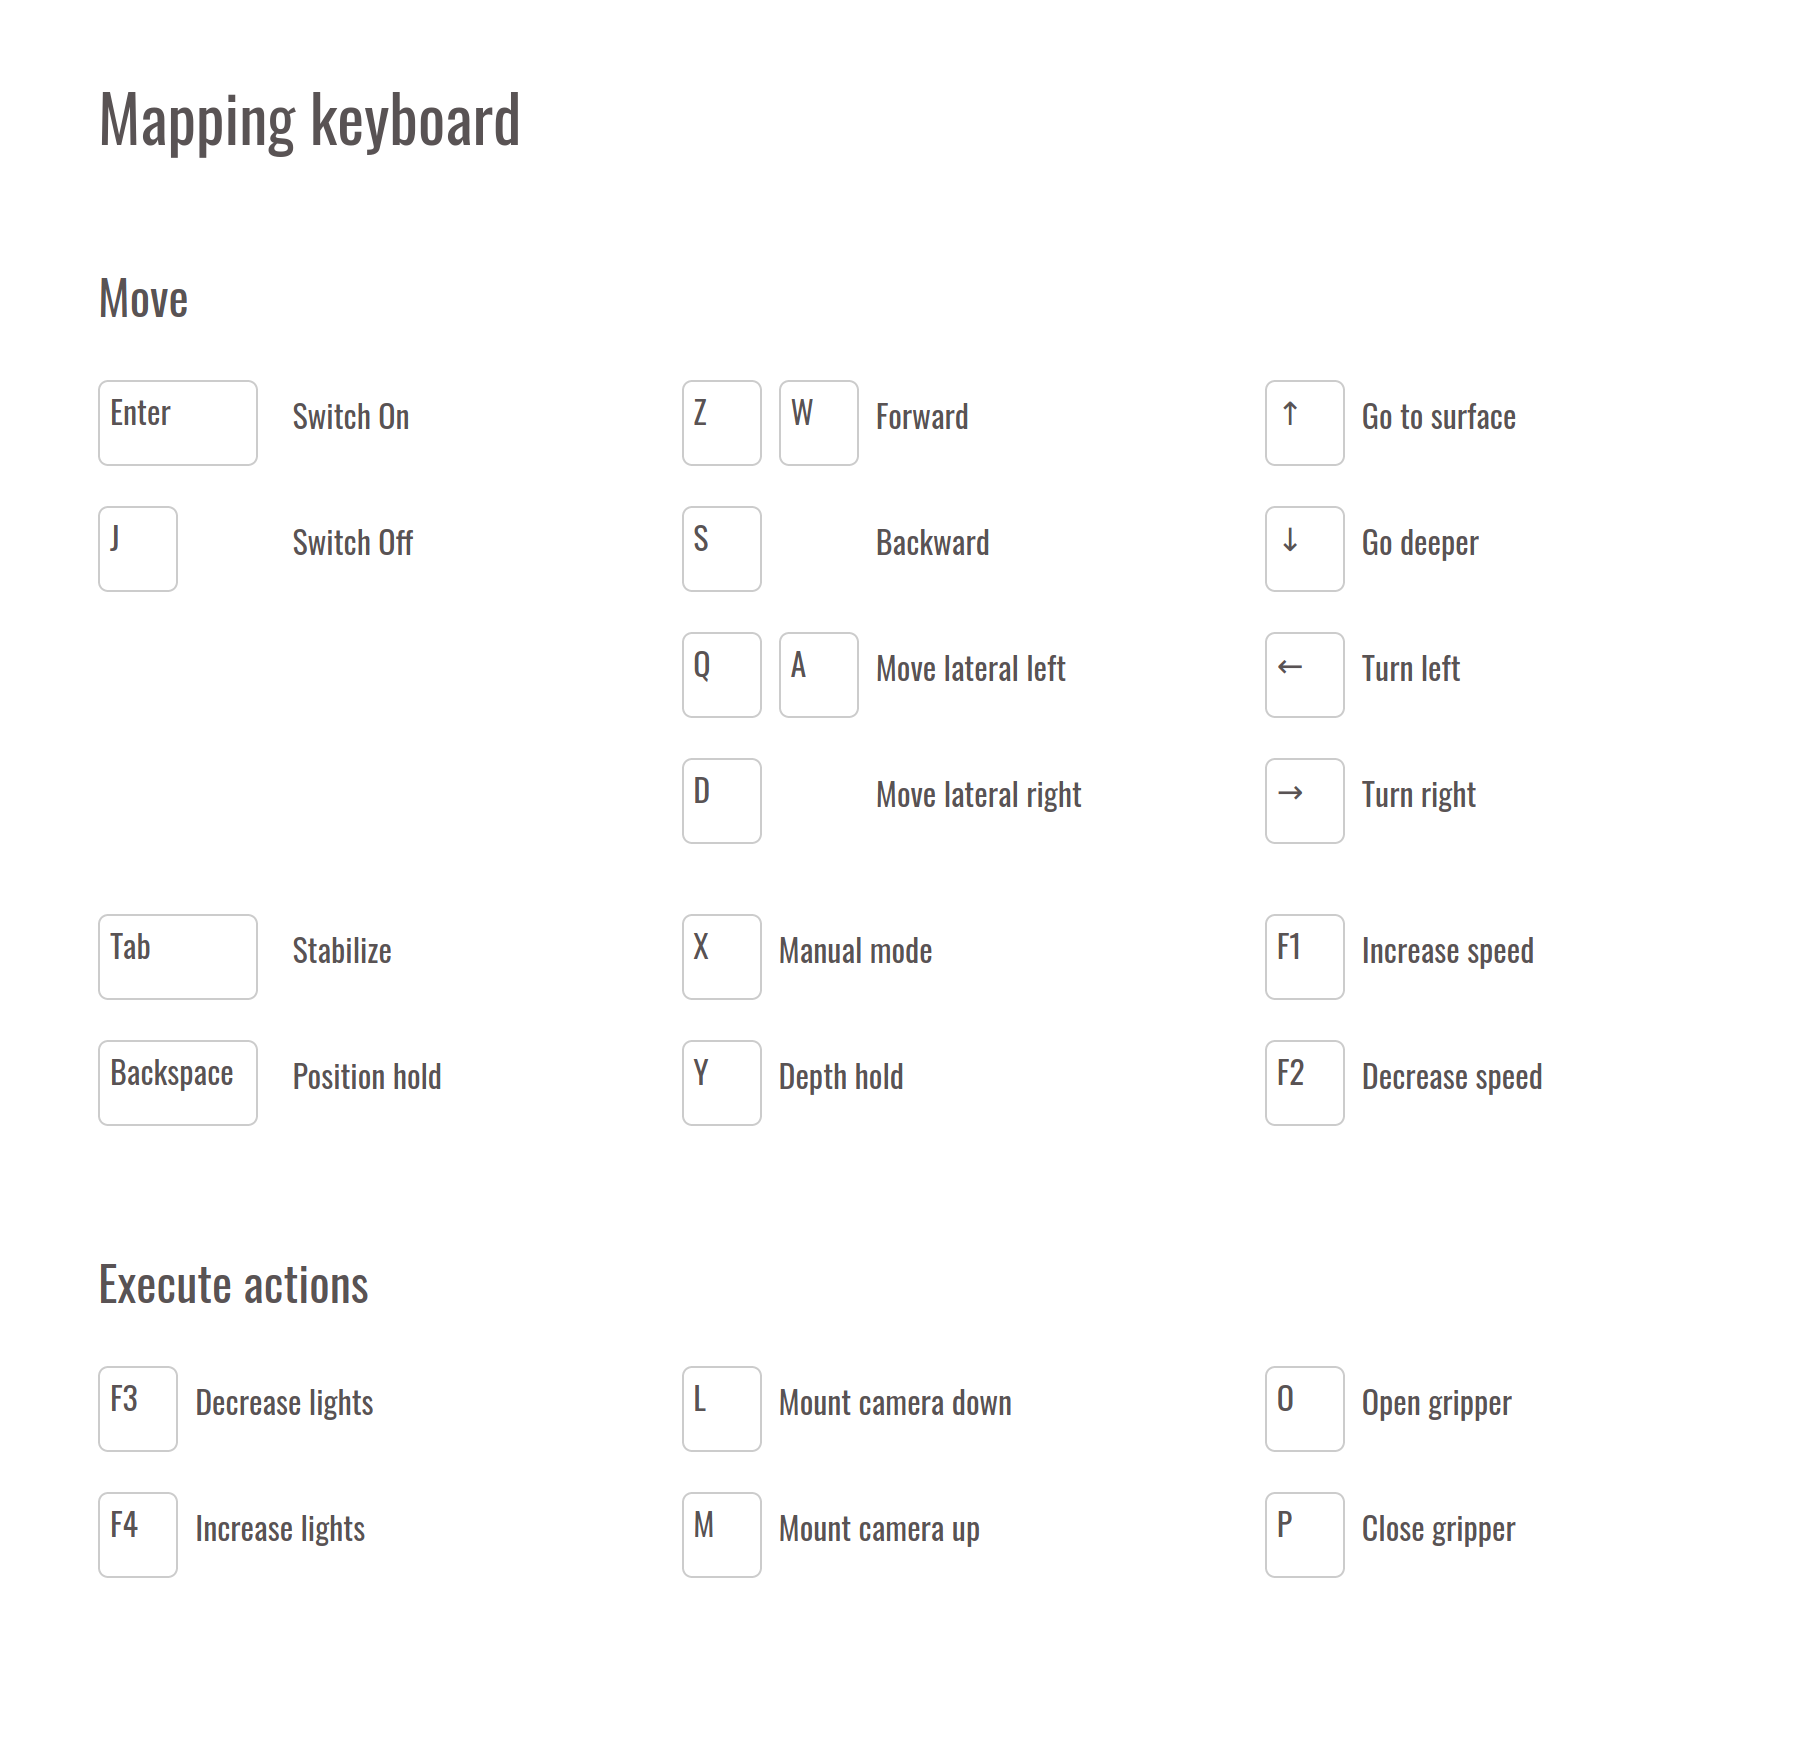 Mapping keyboard
Move
Enter Switch On Z W Forward ↑ Go to surface
J Switch Off S Backward ↓ Go deeper
Q A Move lateral left ← Turn left
D Move lateral right → Turn right
Tab Stabilize X Manual mode F1 Increase speed
Backspace Position hold Y Depth hold F2 Decrease speed
Execute actions
F3 Decrease lights L Mount camera down O Open gripper
F4 Increase lights M Mount camera up P Close gripper